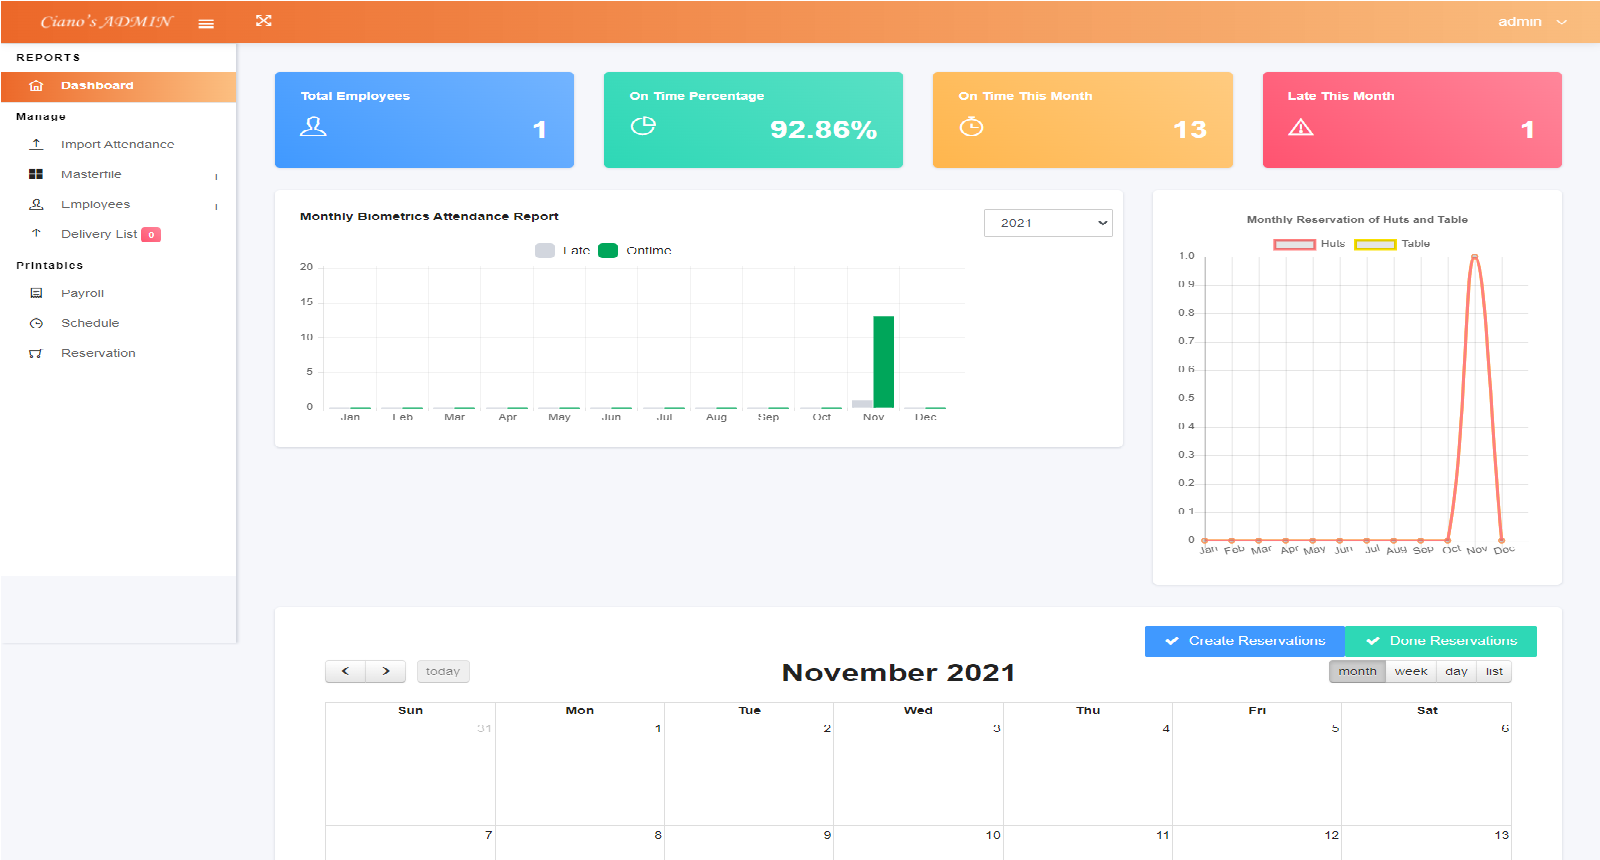 Ciano's ADMIN
admin
REPORTS
Dashboard
Manage
Import Attendance
Masterfile
Employees
Delivery List 0
Printables
Payroll
Schedule
Reservation
Total Employees
1
On Time Percentage
92.86%
On Time This Month
13
Late This Month
1
Monthly Biometrics Attendance Report
2021
Late Ontime
20
15
10
5
0
Jan Feb Mar Apr May Jun Jul Aug Sep Oct Nov Dec
Monthly Reservation of Huts and Table
Huts Table
1.0
0.9
0.8
0.7
0.6
0.5
0.4
0.3
0.2
0.1
0
Jan Feb Mar Apr May Jun Jul Aug Sep Oct Nov Dec
Create Reservations Done Reservations
today
November 2021
month week day list
Sun Mon Tue Wed Thu Fri Sat
31 1 2 3 4 5 6
7 8 9 10 11 12 13